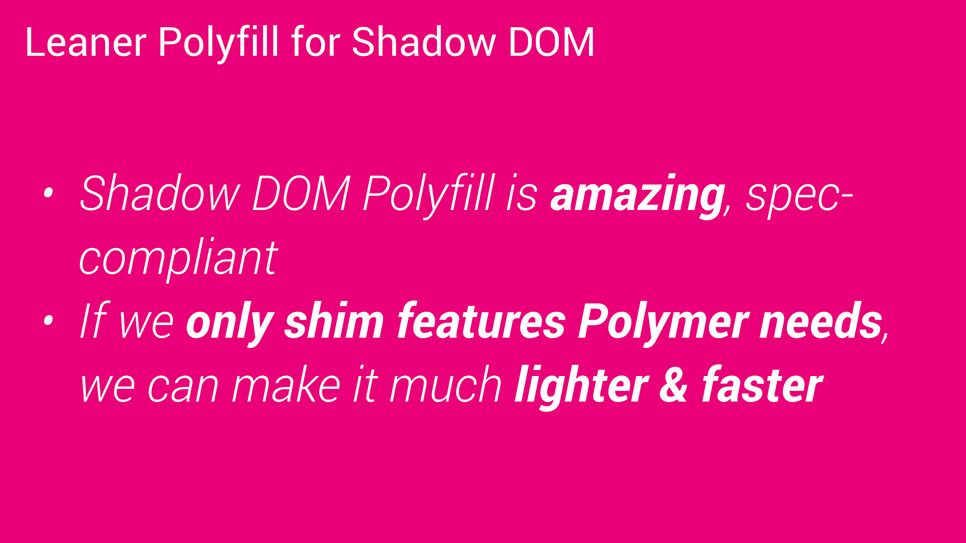 Leaner Polyfill for Shadow DOM
• Shadow DOM Polyfill is amazing, spec-
compliant
• If we only shim features Polymer needs,
we can make it much lighter & faster